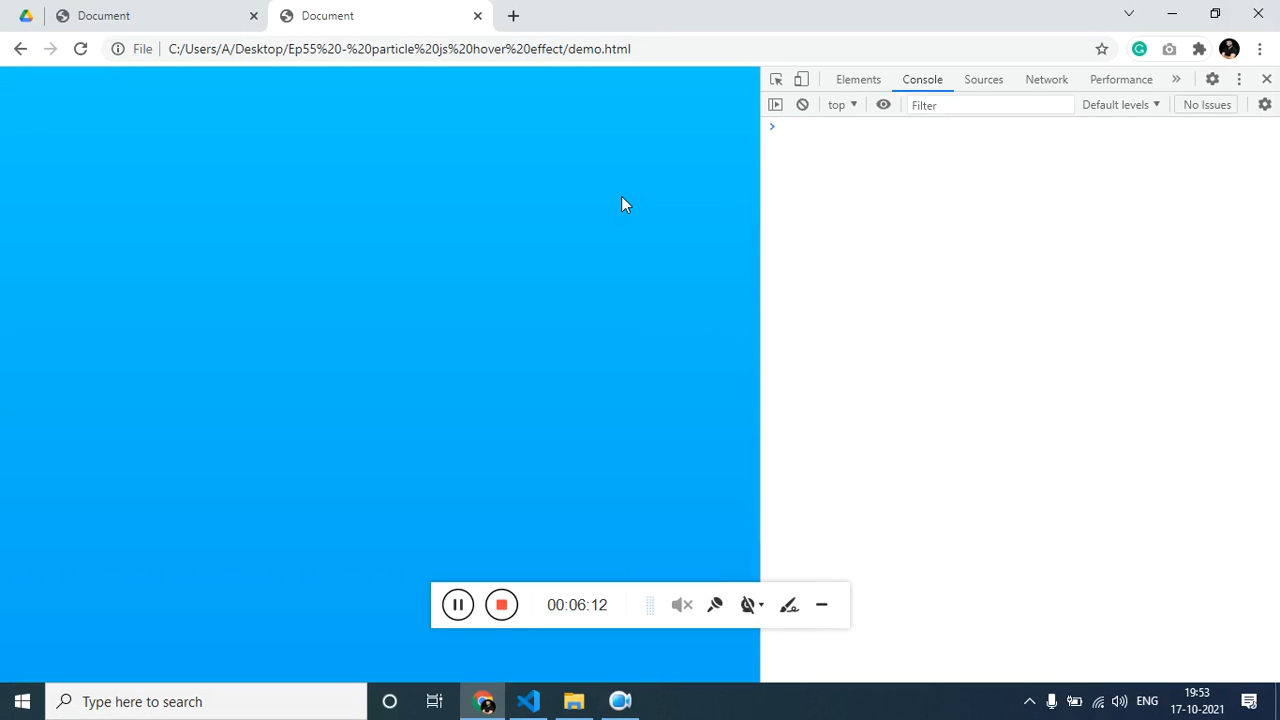 Document
Document
File
C:/Users/A/Desktop/Ep55%20-%20particle%20js%20hover%20effect/demo.html
Elements
Console
Sources
Network
Performance
»
top
Filter
Default levels
No Issues
>
00:06:12
Type here to search
ENG
19:53
17-10-2021